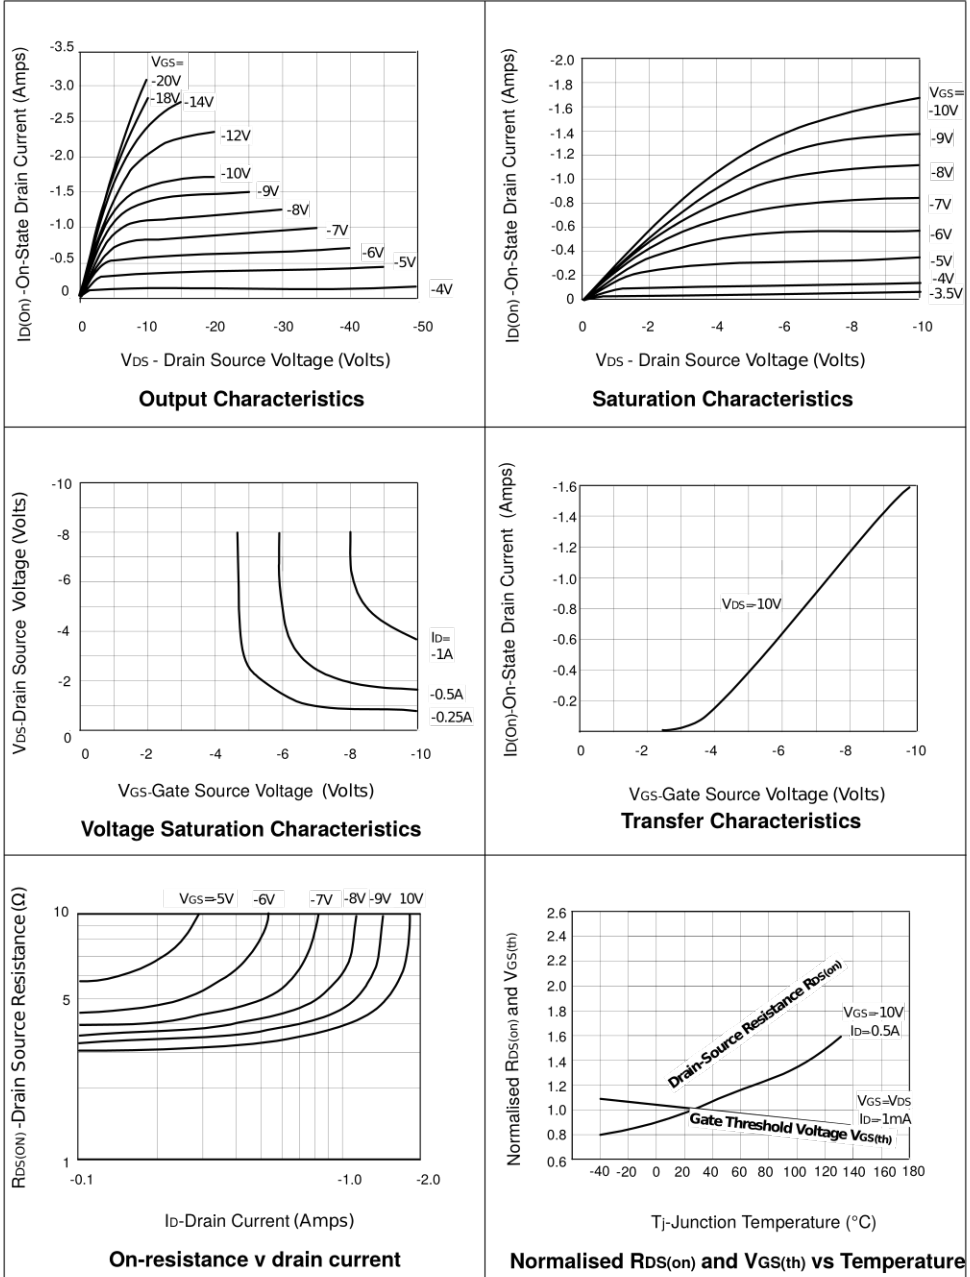 ID(On) -On-State Drain Current (Amps)
-3.5
-3.0
-2.5
-2.0
-1.5
-1.0
-0.5
0
VGS=
-20V
-18V
-14V
-12V
-10V
-9V
-8V
-7V
-6V
-5V
-4V
0 -10 -20 -30 -40 -50
VDS - Drain Source Voltage (Volts)
Output Characteristics
ID(On) -On-State Drain Current (Amps)
-2.0
-1.8
-1.6
-1.4
-1.2
-1.0
-0.8
-0.6
-0.4
-0.2
0
VGS=
-10V
-9V
-8V
-7V
-6V
-5V
-4V
-3.5V
0 -2 -4 -6 -8 -10
VDS - Drain Source Voltage (Volts)
Saturation Characteristics
VDS-Drain Source Voltage (Volts)
-10
-8
-6
-4
-2
0
ID=
-1A
-0.5A
-0.25A
0 -2 -4 -6 -8 -10
VGS-Gate Source Voltage (Volts)
Voltage Saturation Characteristics
ID(On)-On-State Drain Current (Amps)
-1.6
-1.4
-1.2
-1.0
-0.8
-0.6
-0.4
-0.2
VDS=-10V
0 -2 -4 -6 -8 -10
VGS-Gate Source Voltage (Volts)
Transfer Characteristics
RDS(ON) -Drain Source Resistance (Ω)
VGS=-5V -6V -7V -8V -9V 10V
10
5
1
-0.1 -1.0 -2.0
ID-Drain Current (Amps)
On-resistance v drain current
Normalised RDS(on) and VGS(th)
2.6
2.4
2.2
2.0
1.8
1.6
1.4
1.2
1.0
0.8
0.6
Drain-Source Resistance RDS(on)
VGS=-10V
ID=-0.5A
VGS=VDS
ID=-1mA
Gate Threshold Voltage VGS(th)
-40 -20 0 20 40 60 80 100 120 140 160 180
Tj-Junction Temperature (°C)
Normalised RDS(on) and VGS(th) vs Temperature